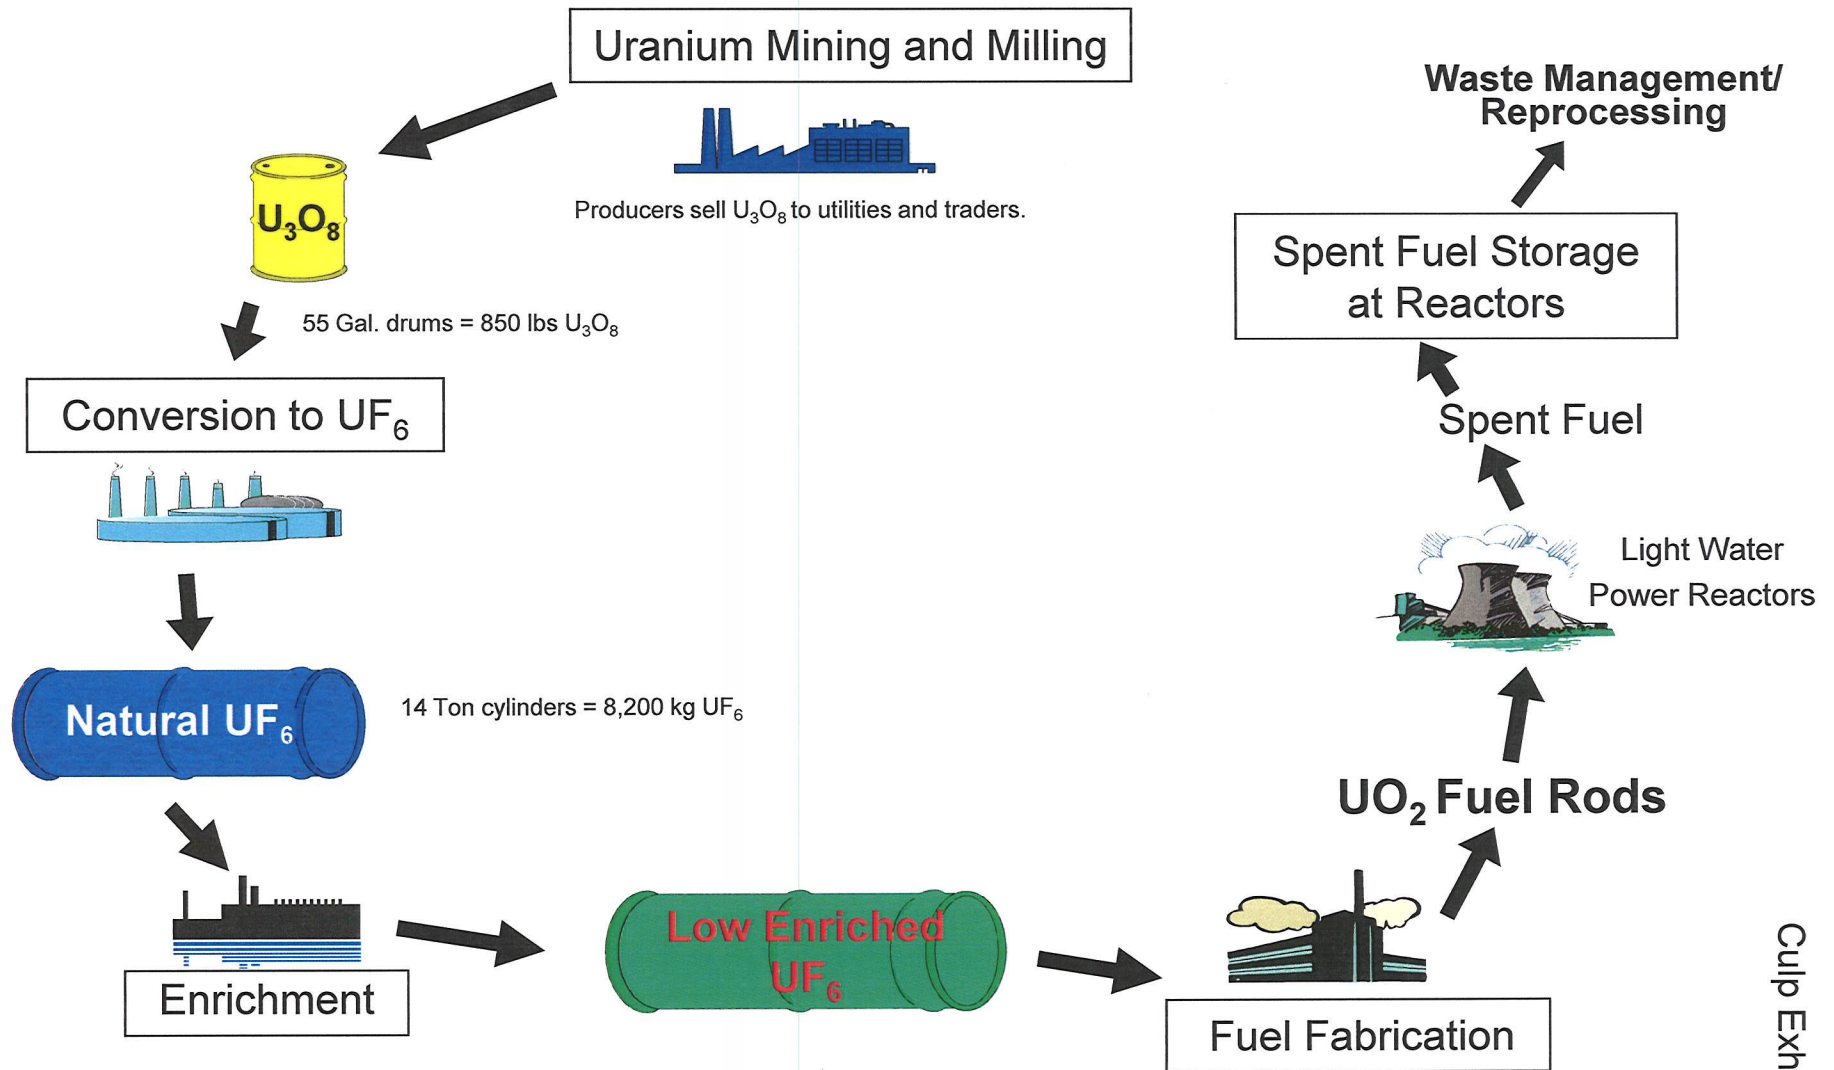 Uranium Mining and Milling
Producers sell U₃O₈ to utilities and traders.
U₃O₈
55 Gal. drums = 850 lbs U₃O₈
Conversion to UF₆
Natural UF₆
14 Ton cylinders = 8,200 kg UF₆
Enrichment
Low Enriched
UF₆
Fuel Fabrication
UO₂ Fuel Rods
Light Water
Power Reactors
Spent Fuel
Spent Fuel Storage
at Reactors
Waste Management/
Reprocessing
Culp Exh